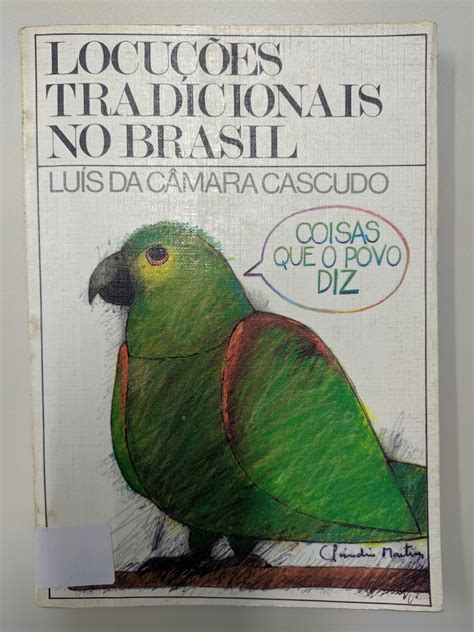 LOCUÇÕES
TRADICIONAIS
NO BRASIL
LUÍS DA CÂMARA CASCUDO
COISAS
QUE O POVO
DIZ